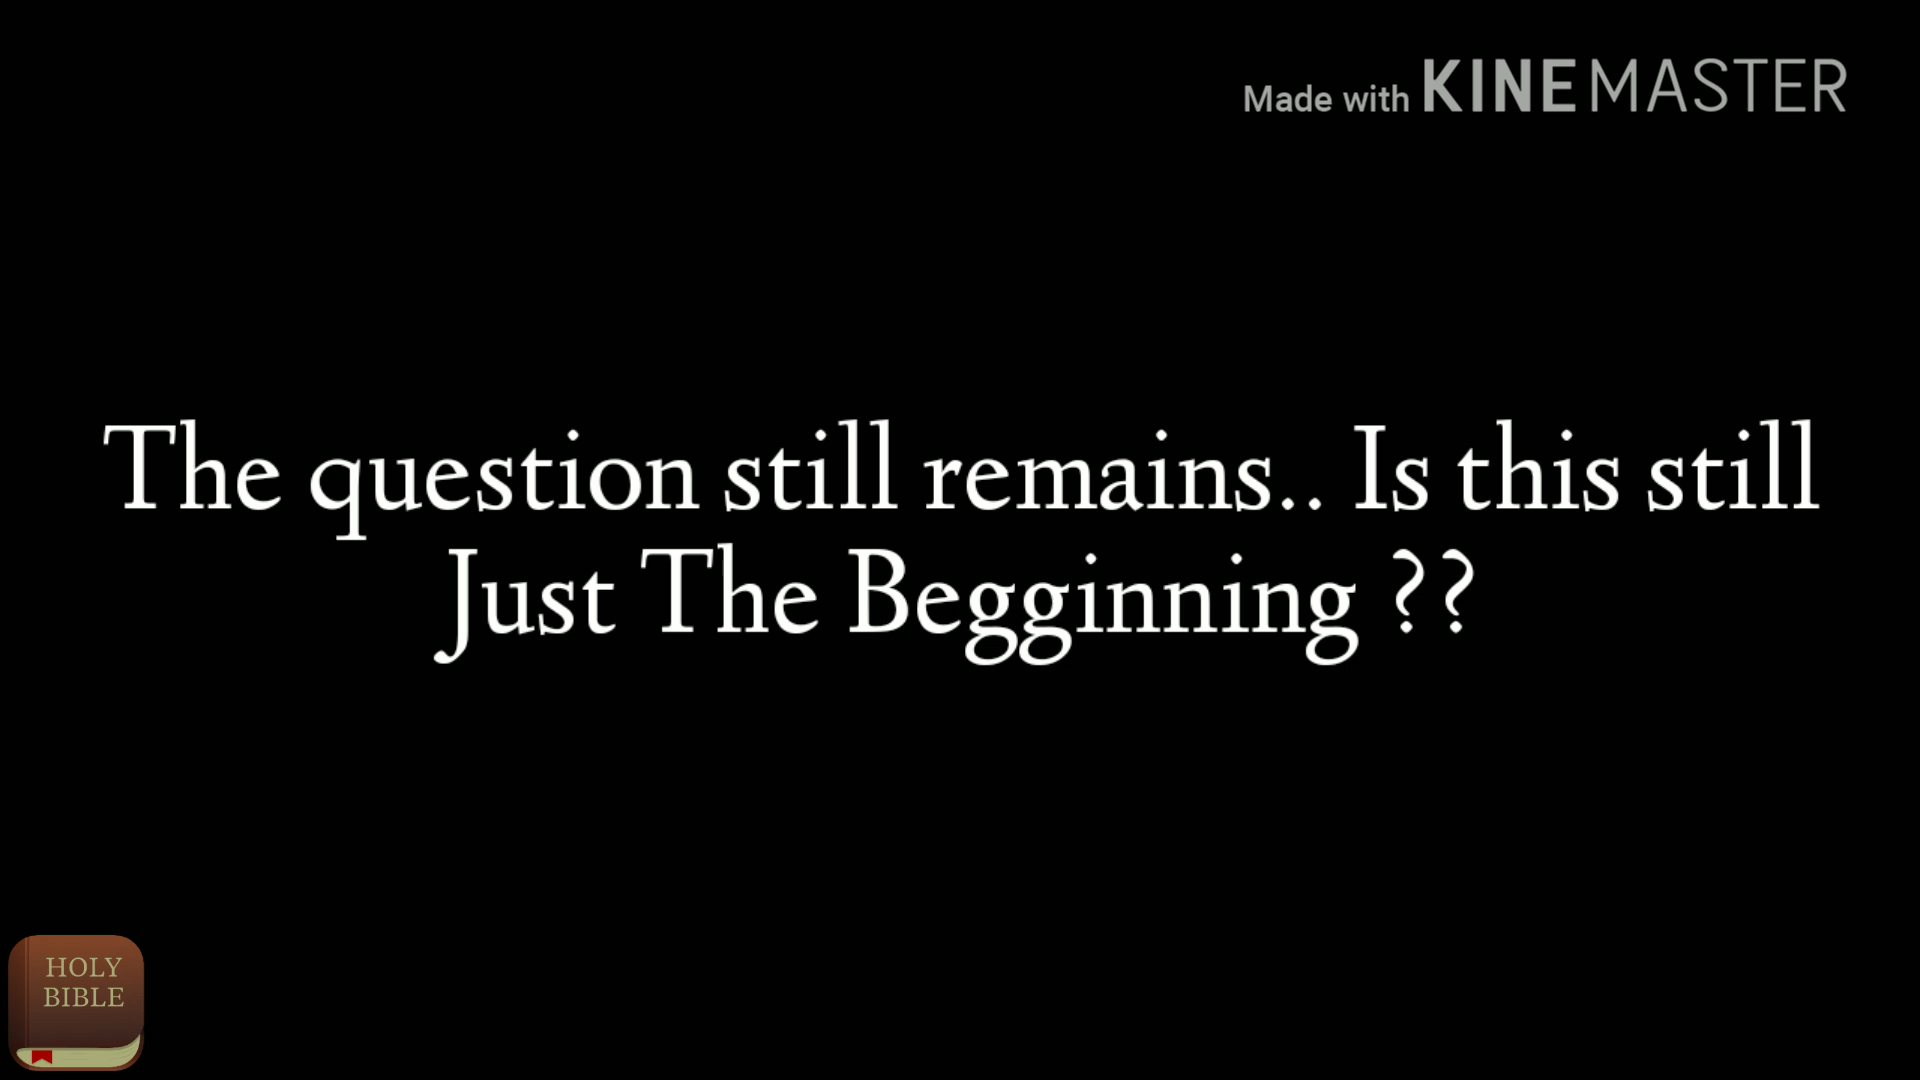 Made with KINEMASTER
The question still remains.. Is this still
Just The Begginning ??
HOLY
BIBLE